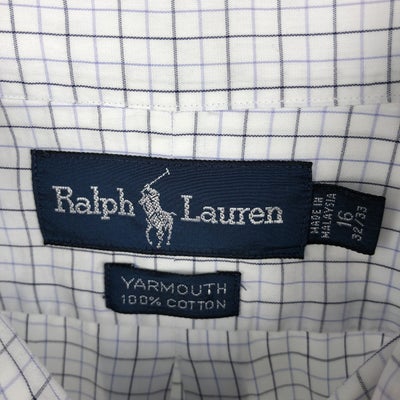 Ralph Lauren
MADE IN
MALAYSIA
16
32/33
YARMOUTH
100% COTTON